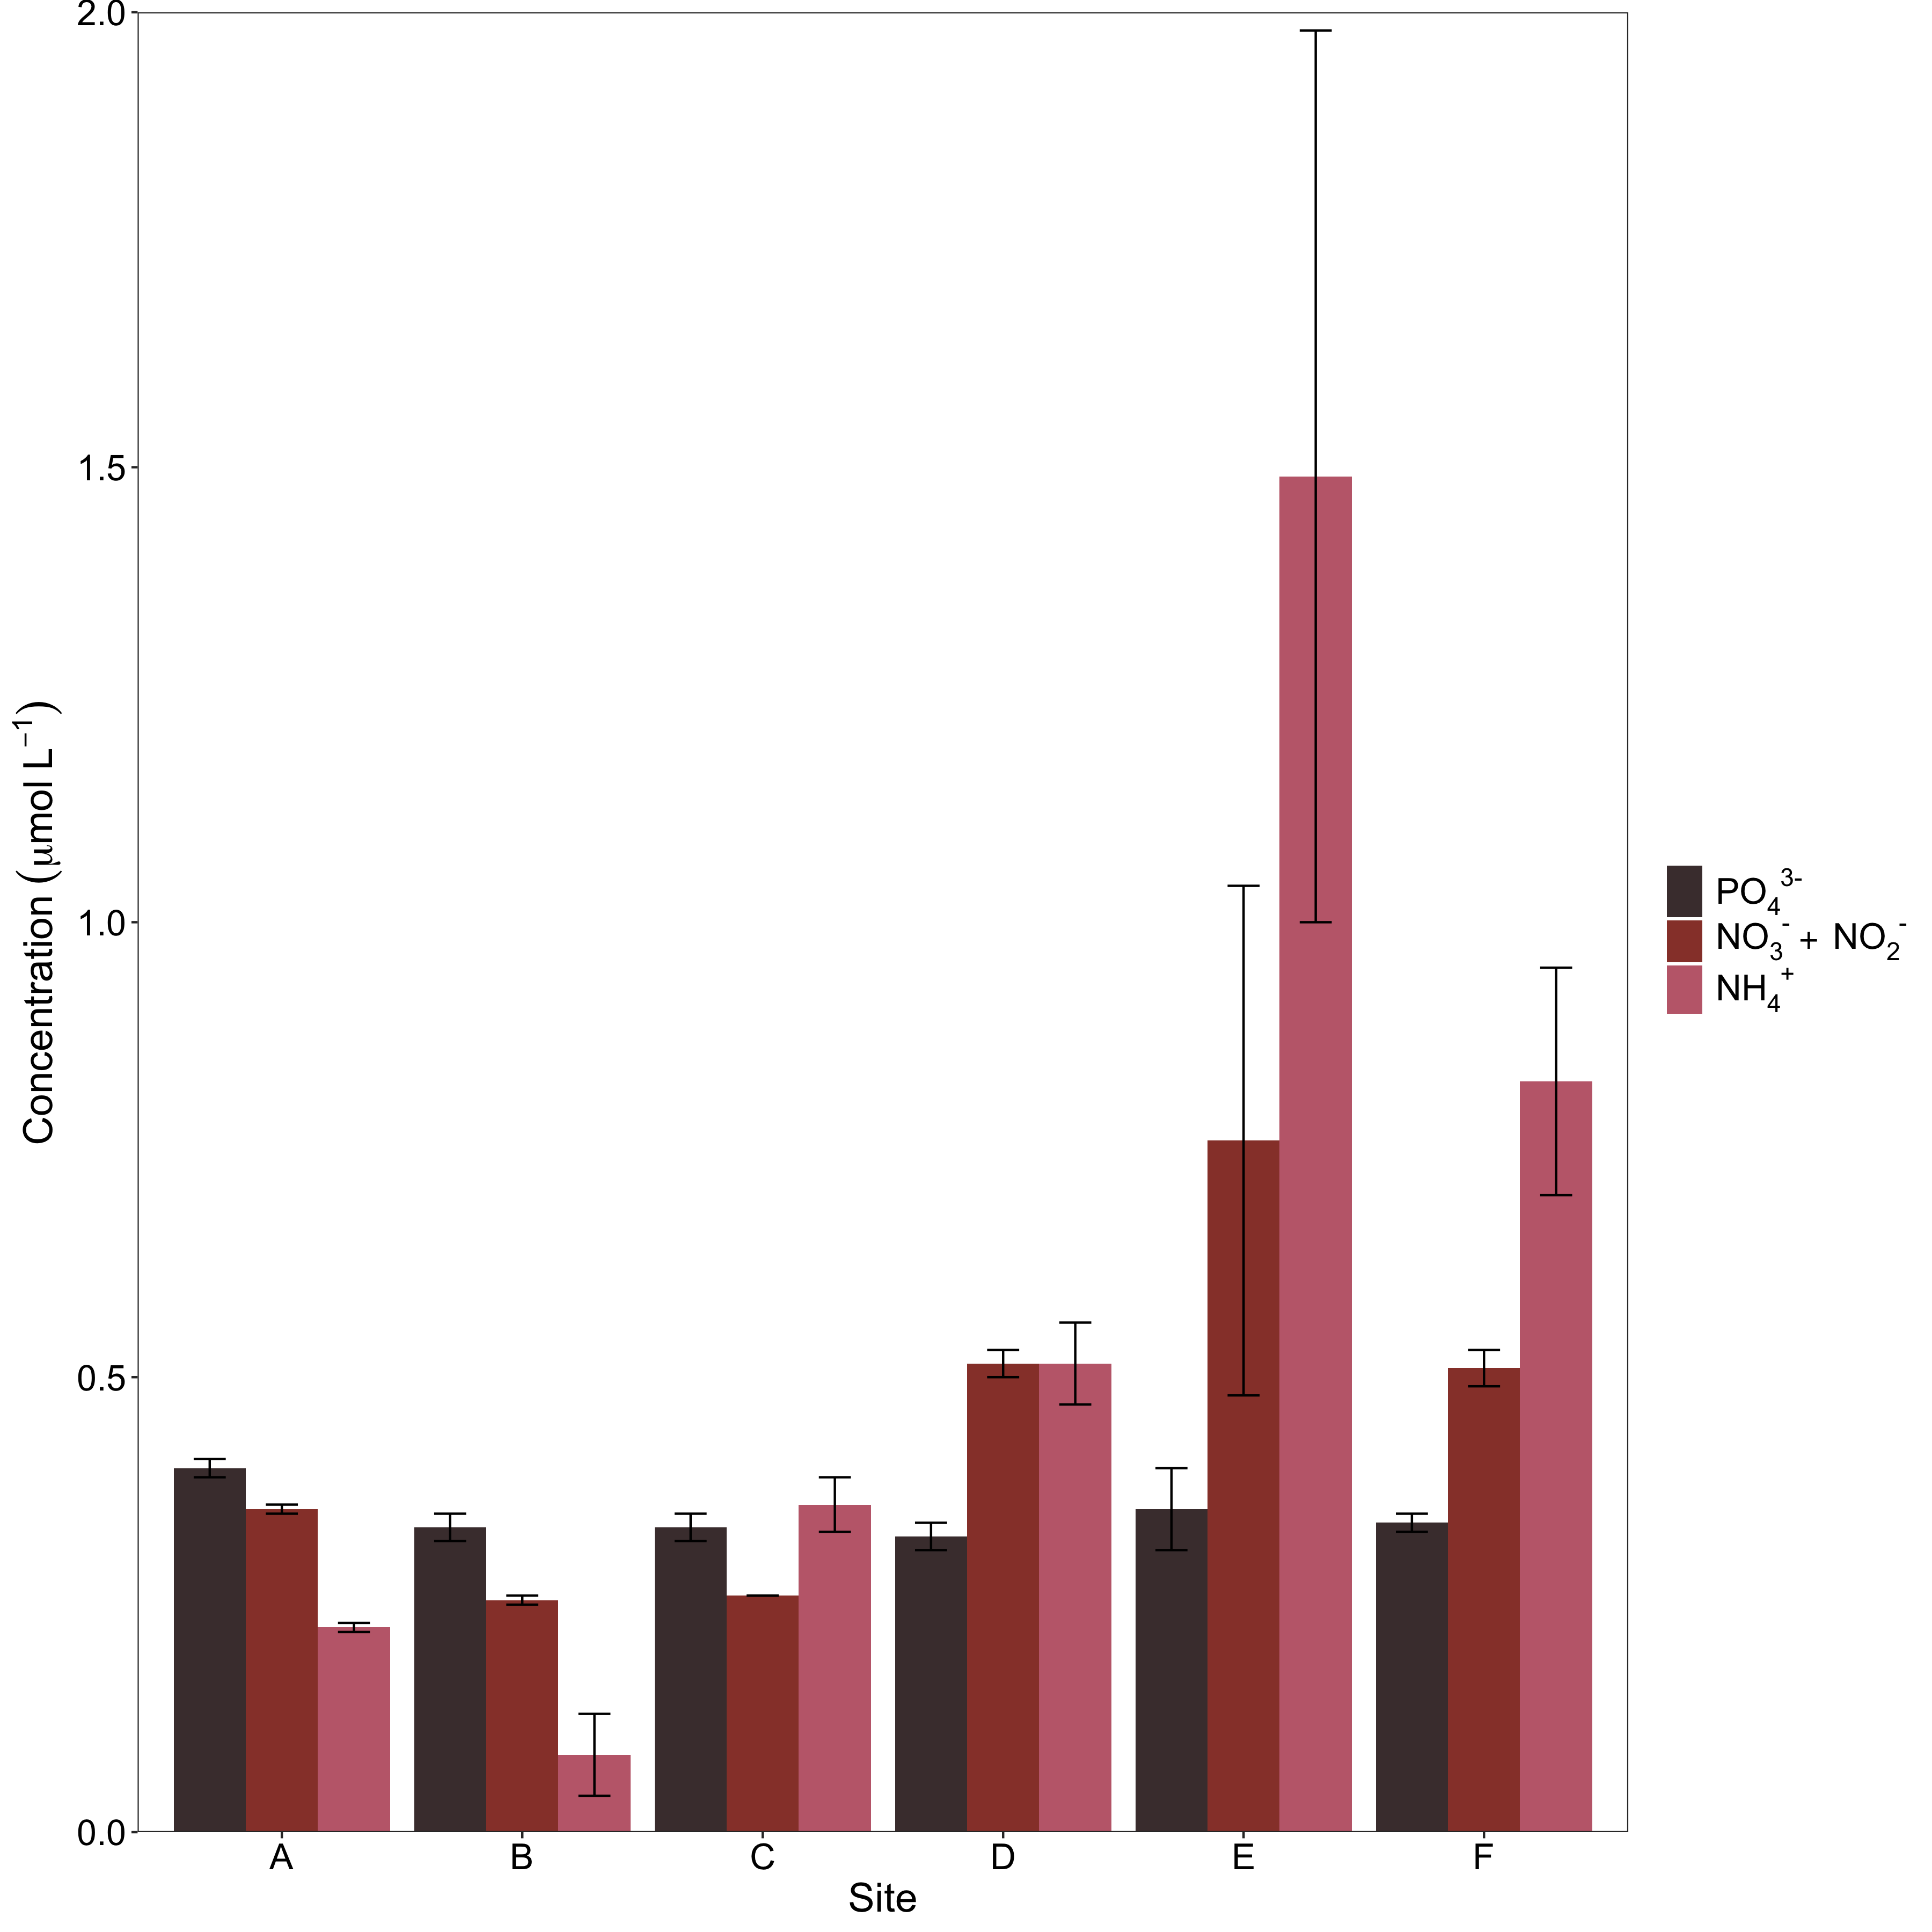 2.0
1.5
1.0
0.5
0.0
Concentration (μmol L⁻¹)
A B C D E F
Site
PO₄³⁻
NO₃⁻ + NO₂⁻
NH₄⁺